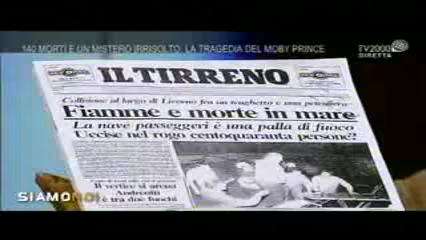 140 MORTI E UN MISTERO IRRISOLTO. LA TRAGEDIA DEL MOBY PRINCE
TV2000
DIRETTA
IL TIRRENO
Collisione al largo di Livorno fra un traghetto e una petroliera
Fiamme e morte in mare
La nave passeggeri è una palla di fuoco
Uccise nel rogo centoquaranta persone?
Il vertice si arena
Andreotti
è tra due fuochi
SIAMO NOI